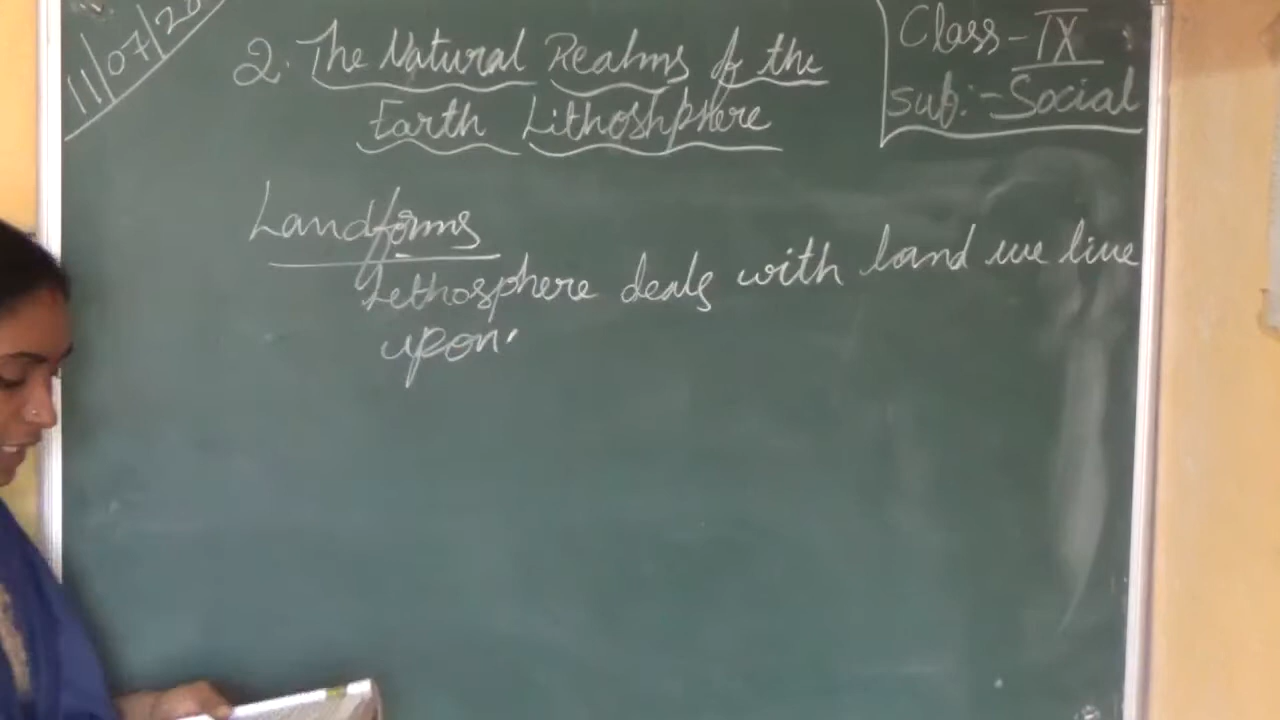 11/07/20
Class - IX
Sub:- Social
2. The Natural Realms of the
Earth Lithoshphere
Landforms
Lethosphere deals with land we live
upon.